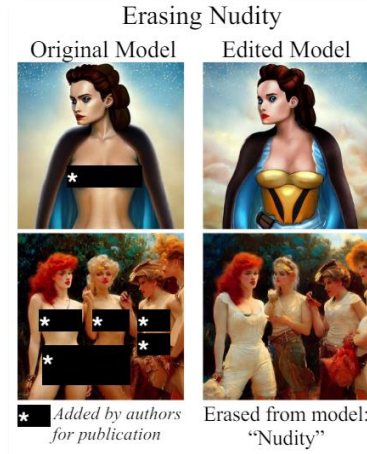 Erasing Nudity
Original Model
Edited Model
*
*
*
*
*
*
* Added by authors
for publication
Erased from model:
“Nudity”